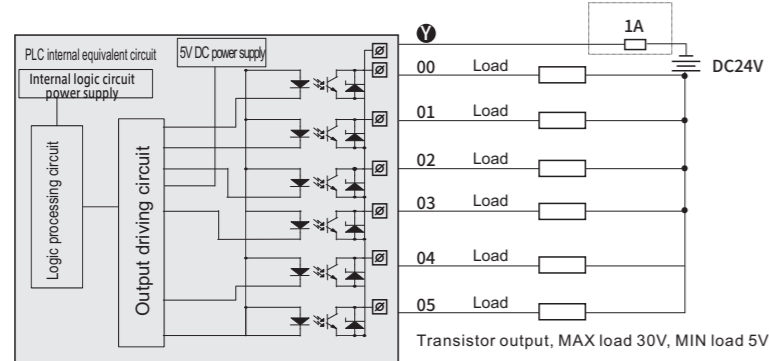 1A
Y
PLC internal equivalent circuit
5V DC power supply
DC24V
00 Load
Internal logic circuit
power supply
01 Load
Logic processing circuit
Output driving circuit
02 Load
03 Load
04 Load
05 Load
Transistor output, MAX load 30V, MIN load 5V